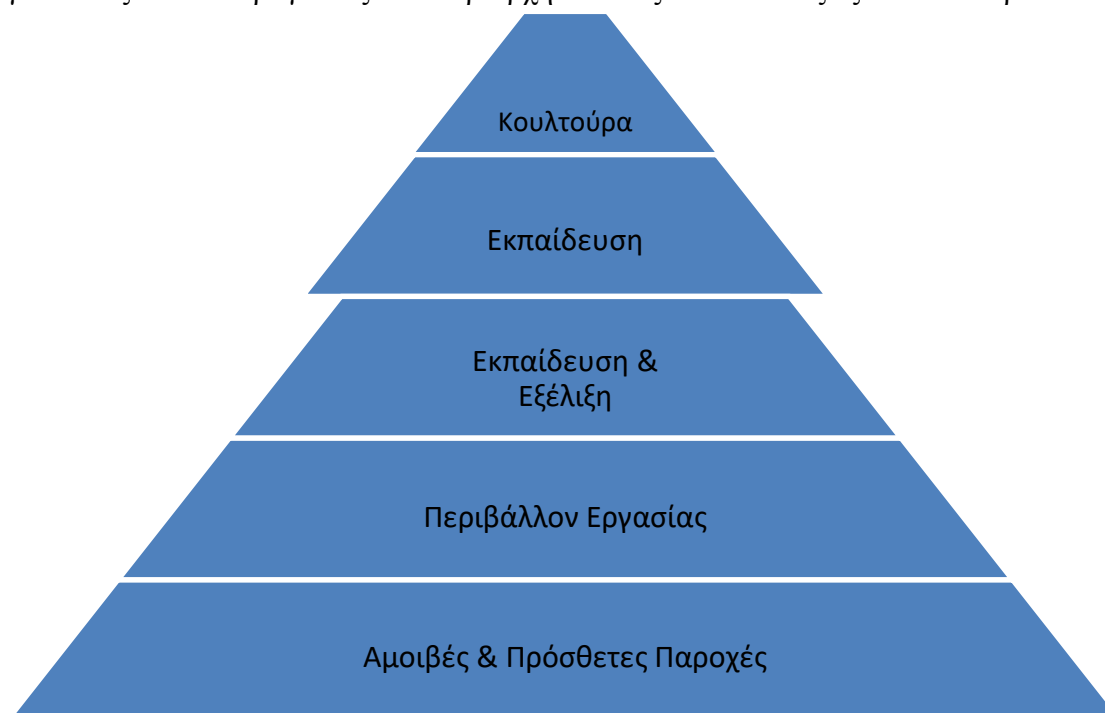 Κουλτούρα
Εκπαίδευση
Εκπαίδευση &
Εξέλιξη
Περιβάλλον Εργασίας
Αμοιβές & Πρόσθετες Παροχές